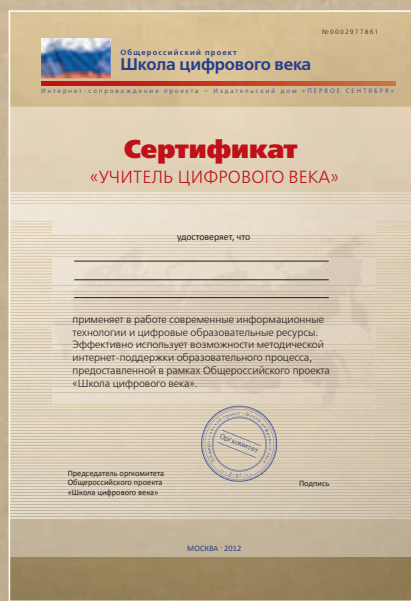 №0002977861
Общероссийский проект
Школа цифрового века
Интернет-сопровождение проекта – Издательский дом «ПЕРВОЕ СЕНТЯБРЯ»
Сертификат
«УЧИТЕЛЬ ЦИФРОВОГО ВЕКА»
удостоверяет, что
применяет в работе современные информационные
технологии и цифровые образовательные ресурсы.
Эффективно использует возможности методической
интернет-поддержки образовательного процесса,
предоставленной в рамках Общероссийского проекта
«Школа цифрового века».
Оргкомитет
Председатель оргкомитета
Общероссийского проекта
«Школа цифрового века»
Подпись
МОСКВА · 2012